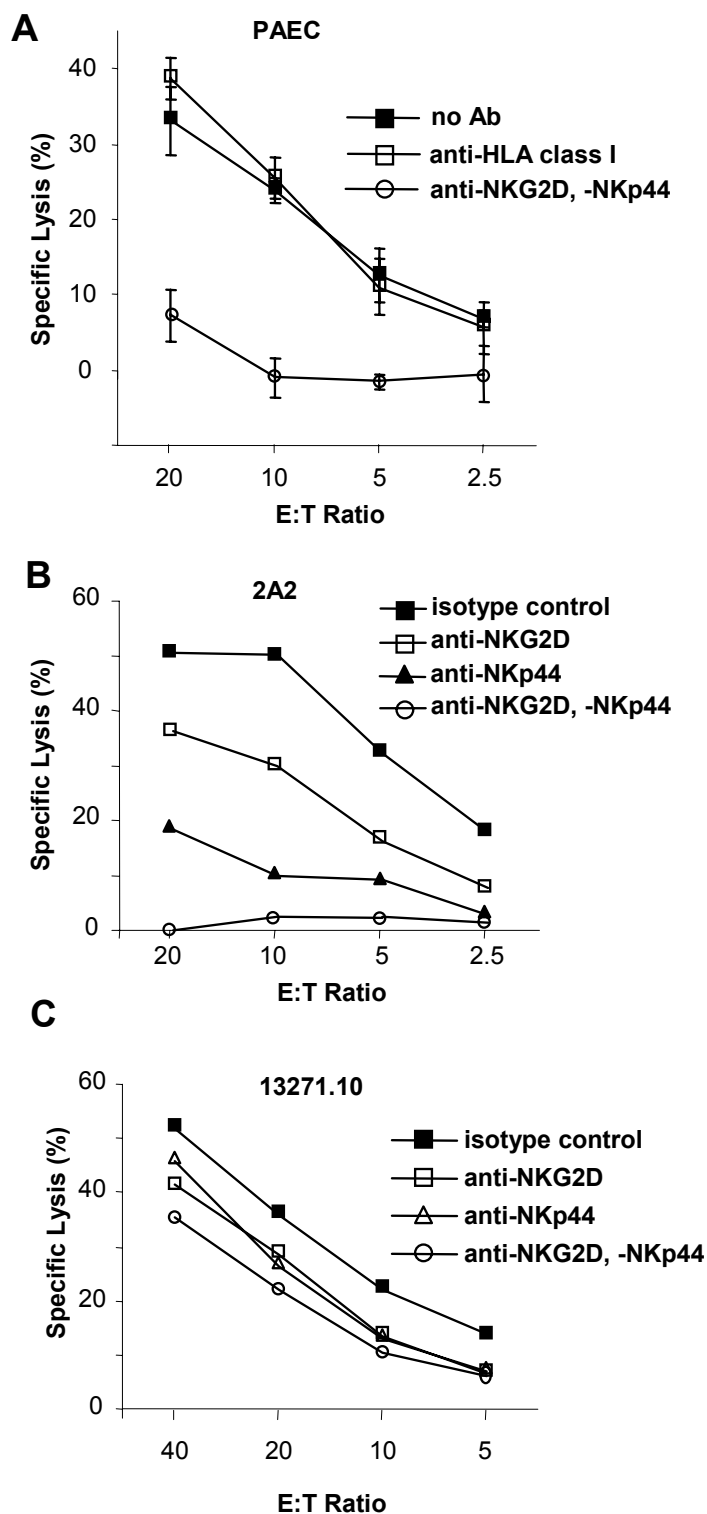 A
PAEC
40
30
20
10
0
Specific Lysis (%)
no Ab
anti-HLA class I
anti-NKG2D, -NKp44
20 10 5 2.5
E:T Ratio
B
2A2
60
40
20
0
Specific Lysis (%)
isotype control
anti-NKG2D
anti-NKp44
anti-NKG2D, -NKp44
20 10 5 2.5
E:T Ratio
C
13271.10
60
40
20
0
Specific Lysis (%)
isotype control
anti-NKG2D
anti-NKp44
anti-NKG2D, -NKp44
40 20 10 5
E:T Ratio